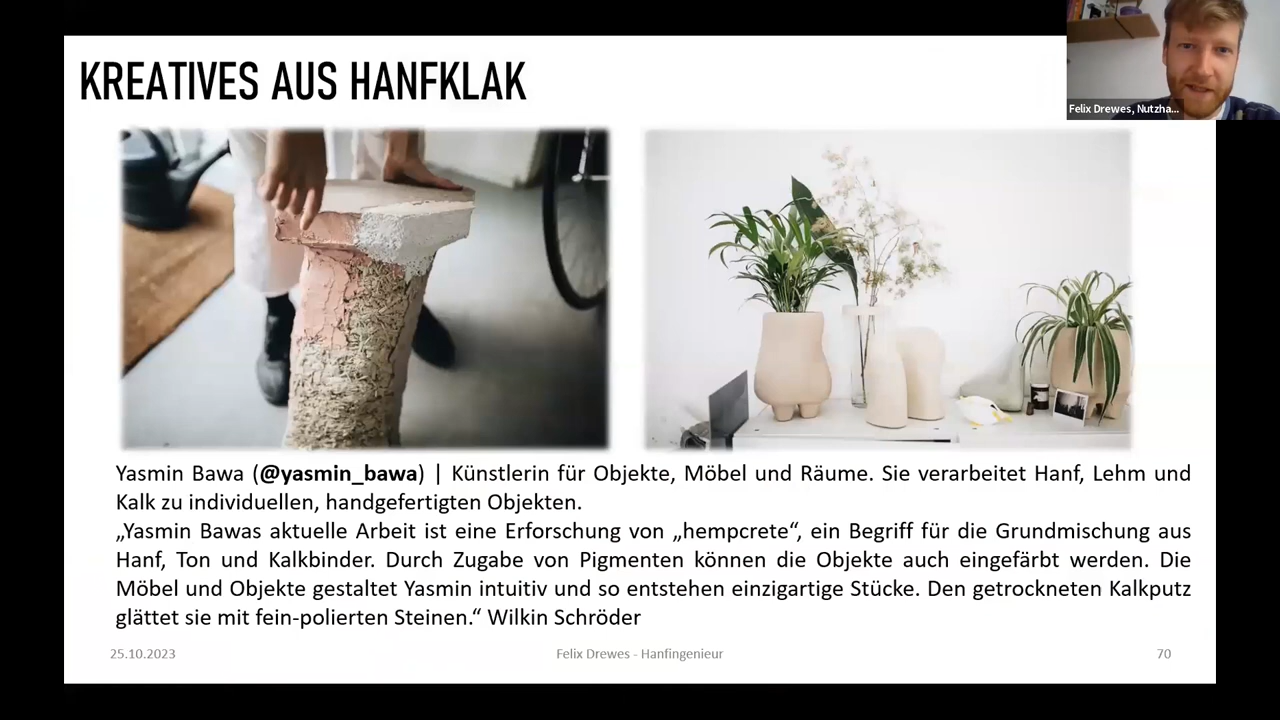 KREATIVES AUS HANFKLAK
Felix Drewes, Nutzha...
Yasmin Bawa (@yasmin_bawa) | Künstlerin für Objekte, Möbel und Räume. Sie verarbeitet Hanf, Lehm und
Kalk zu individuellen, handgefertigten Objekten.
„Yasmin Bawas aktuelle Arbeit ist eine Erforschung von „hempcrete“, ein Begriff für die Grundmischung aus
Hanf, Ton und Kalkbinder. Durch Zugabe von Pigmenten können die Objekte auch eingefärbt werden. Die
Möbel und Objekte gestaltet Yasmin intuitiv und so entstehen einzigartige Stücke. Den getrockneten Kalkputz
glättet sie mit fein-polierten Steinen.“ Wilkin Schröder
25.10.2023
Felix Drewes - Hanfingenieur
70